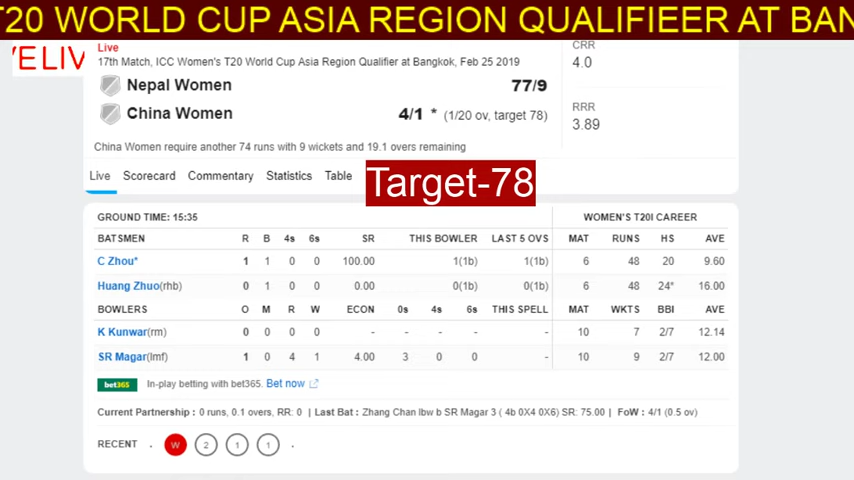 T20 WORLD CUP ASIA REGION QUALIFIEER AT BAN
ELIV
Live
17th Match, ICC Women's T20 World Cup Asia Region Qualifier at Bangkok, Feb 25 2019
Nepal Women 77/9
China Women 4/1 * (1/20 ov, target 78)
China Women require another 74 runs with 9 wickets and 19.1 overs remaining
CRR
4.0
RRR
3.89
Live Scorecard Commentary Statistics Table
Target-78
GROUND TIME: 15:35 WOMEN'S T20I CAREER
BATSMEN R B 4s 6s SR THIS BOWLER LAST 5 OVS MAT RUNS HS AVE
C Zhou* 1 1 0 0 100.00 1(1b) 1(1b) 6 48 20 9.60
Huang Zhuo(rhb) 0 1 0 0 0.00 0(1b) 0(1b) 6 48 24* 16.00
BOWLERS O M R W ECON 0s 4s 6s THIS SPELL MAT WKTS BBI AVE
K Kunwar(rm) 0 0 0 0 - - - - - 10 7 2/7 12.14
SR Magar(lmf) 1 0 4 1 4.00 3 0 0 - 10 9 2/7 12.00
bet365 In-play betting with bet365. Bet now
Current Partnership : 0 runs, 0.1 overs, RR: 0 | Last Bat : Zhang Chan lbw b SR Magar 3 ( 4b 0X4 0X6) SR: 75.00 | FoW : 4/1 (0.5 ov)
RECENT . W 2 1 1 .